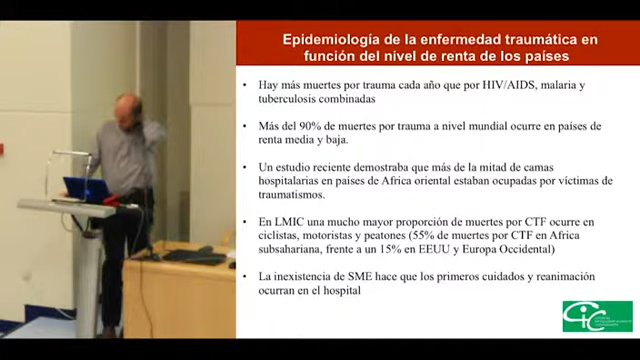 Epidemiología de la enfermedad traumática en
función del nivel de renta de los países
• Hay más muertes por trauma cada año que por HIV/AIDS, malaria y
tuberculosis combinadas
• Más del 90% de muertes por trauma a nivel mundial ocurre en países de
renta media y baja.
• Un estudio reciente demostraba que más de la mitad de camas
hospitalarias en países de Africa oriental estaban ocupadas por víctimas de
traumatismos.
• En LMIC una mucho mayor proporción de muertes por CTF ocurre en
ciclistas, motoristas y peatones (55% de muertes por CTF en Africa
subsahariana, frente a un 15% en EEUU y Europa Occidental)
• La inexistencia de SME hace que los primeros cuidados y reanimación
ocurran en el hospital